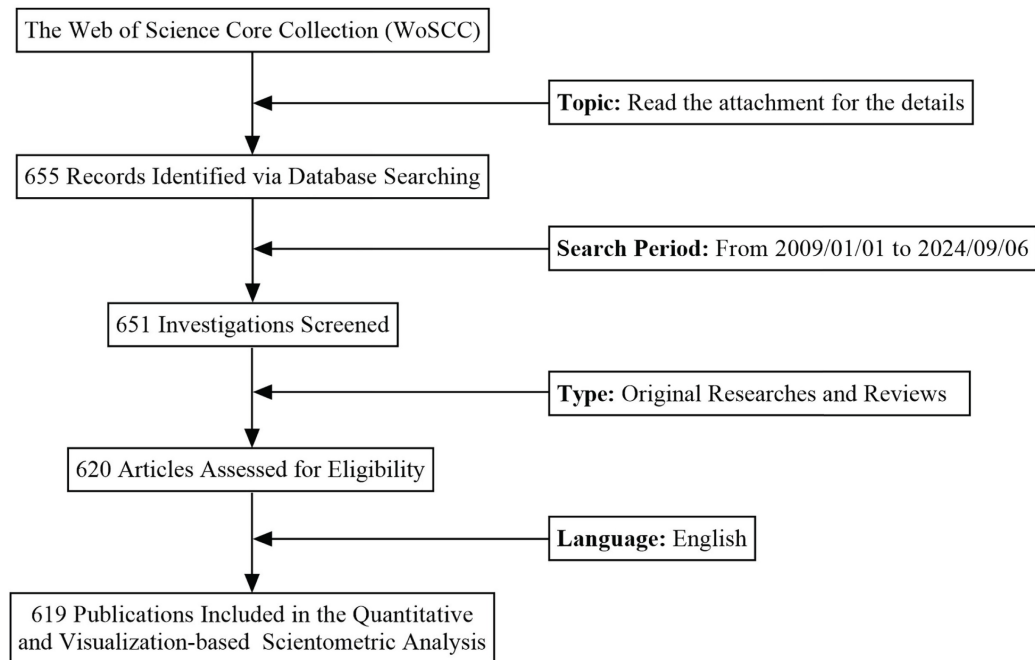 The Web of Science Core Collection (WoSCC)
Topic: Read the attachment for the details
655 Records Identified via Database Searching
Search Period: From 2009/01/01 to 2024/09/06
651 Investigations Screened
Type: Original Researches and Reviews
620 Articles Assessed for Eligibility
Language: English
619 Publications Included in the Quantitative
and Visualization-based Scientometric Analysis